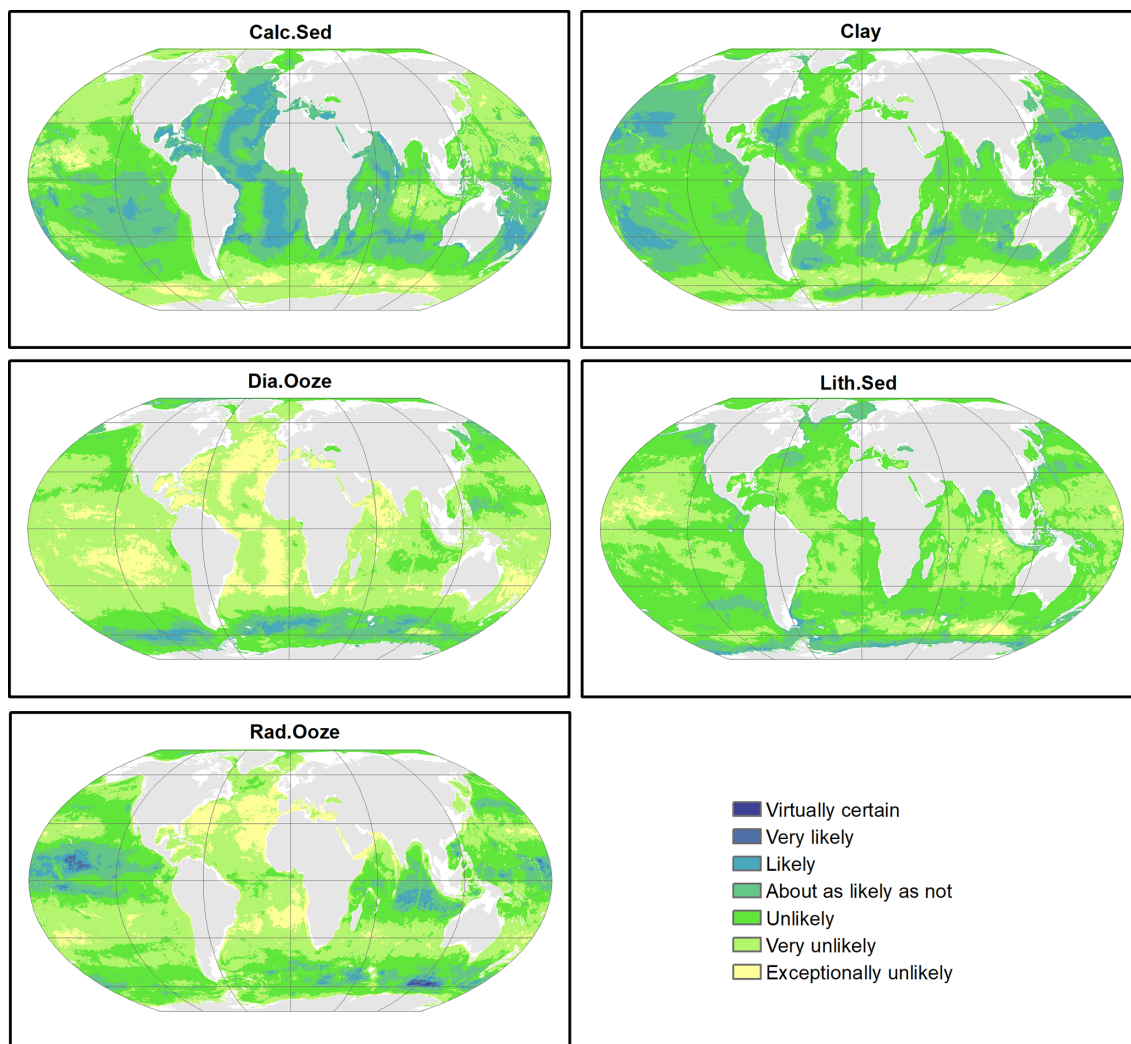 Calc.Sed
Clay
Dia.Ooze
Lith.Sed
Rad.Ooze
Virtually certain
Very likely
Likely
About as likely as not
Unlikely
Very unlikely
Exceptionally unlikely